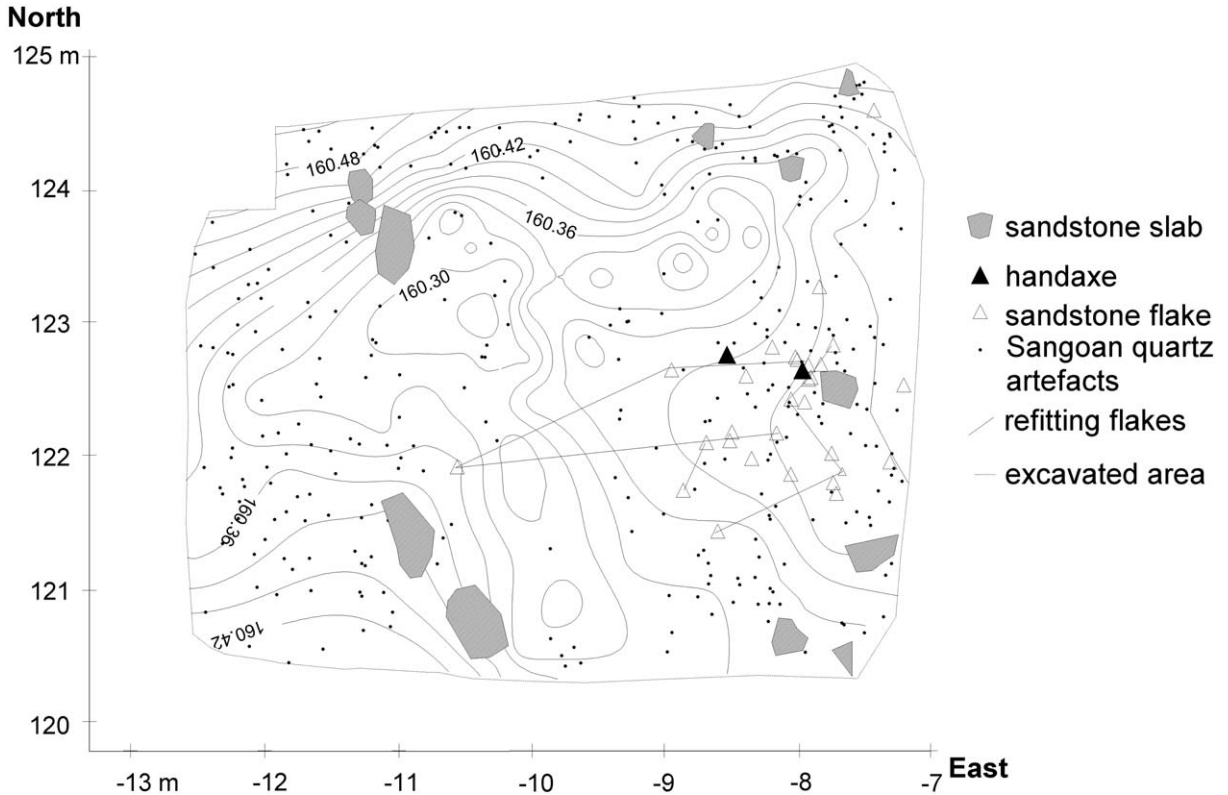 North
125 m
124
123
122
121
120
-13 m
-12
-11
-10
-9
-8
-7
East
160.48
160.42
160.36
160.30
160.36
160.42
sandstone slab
handaxe
sandstone flake
Sangoan quartz
artefacts
refitting flakes
excavated area